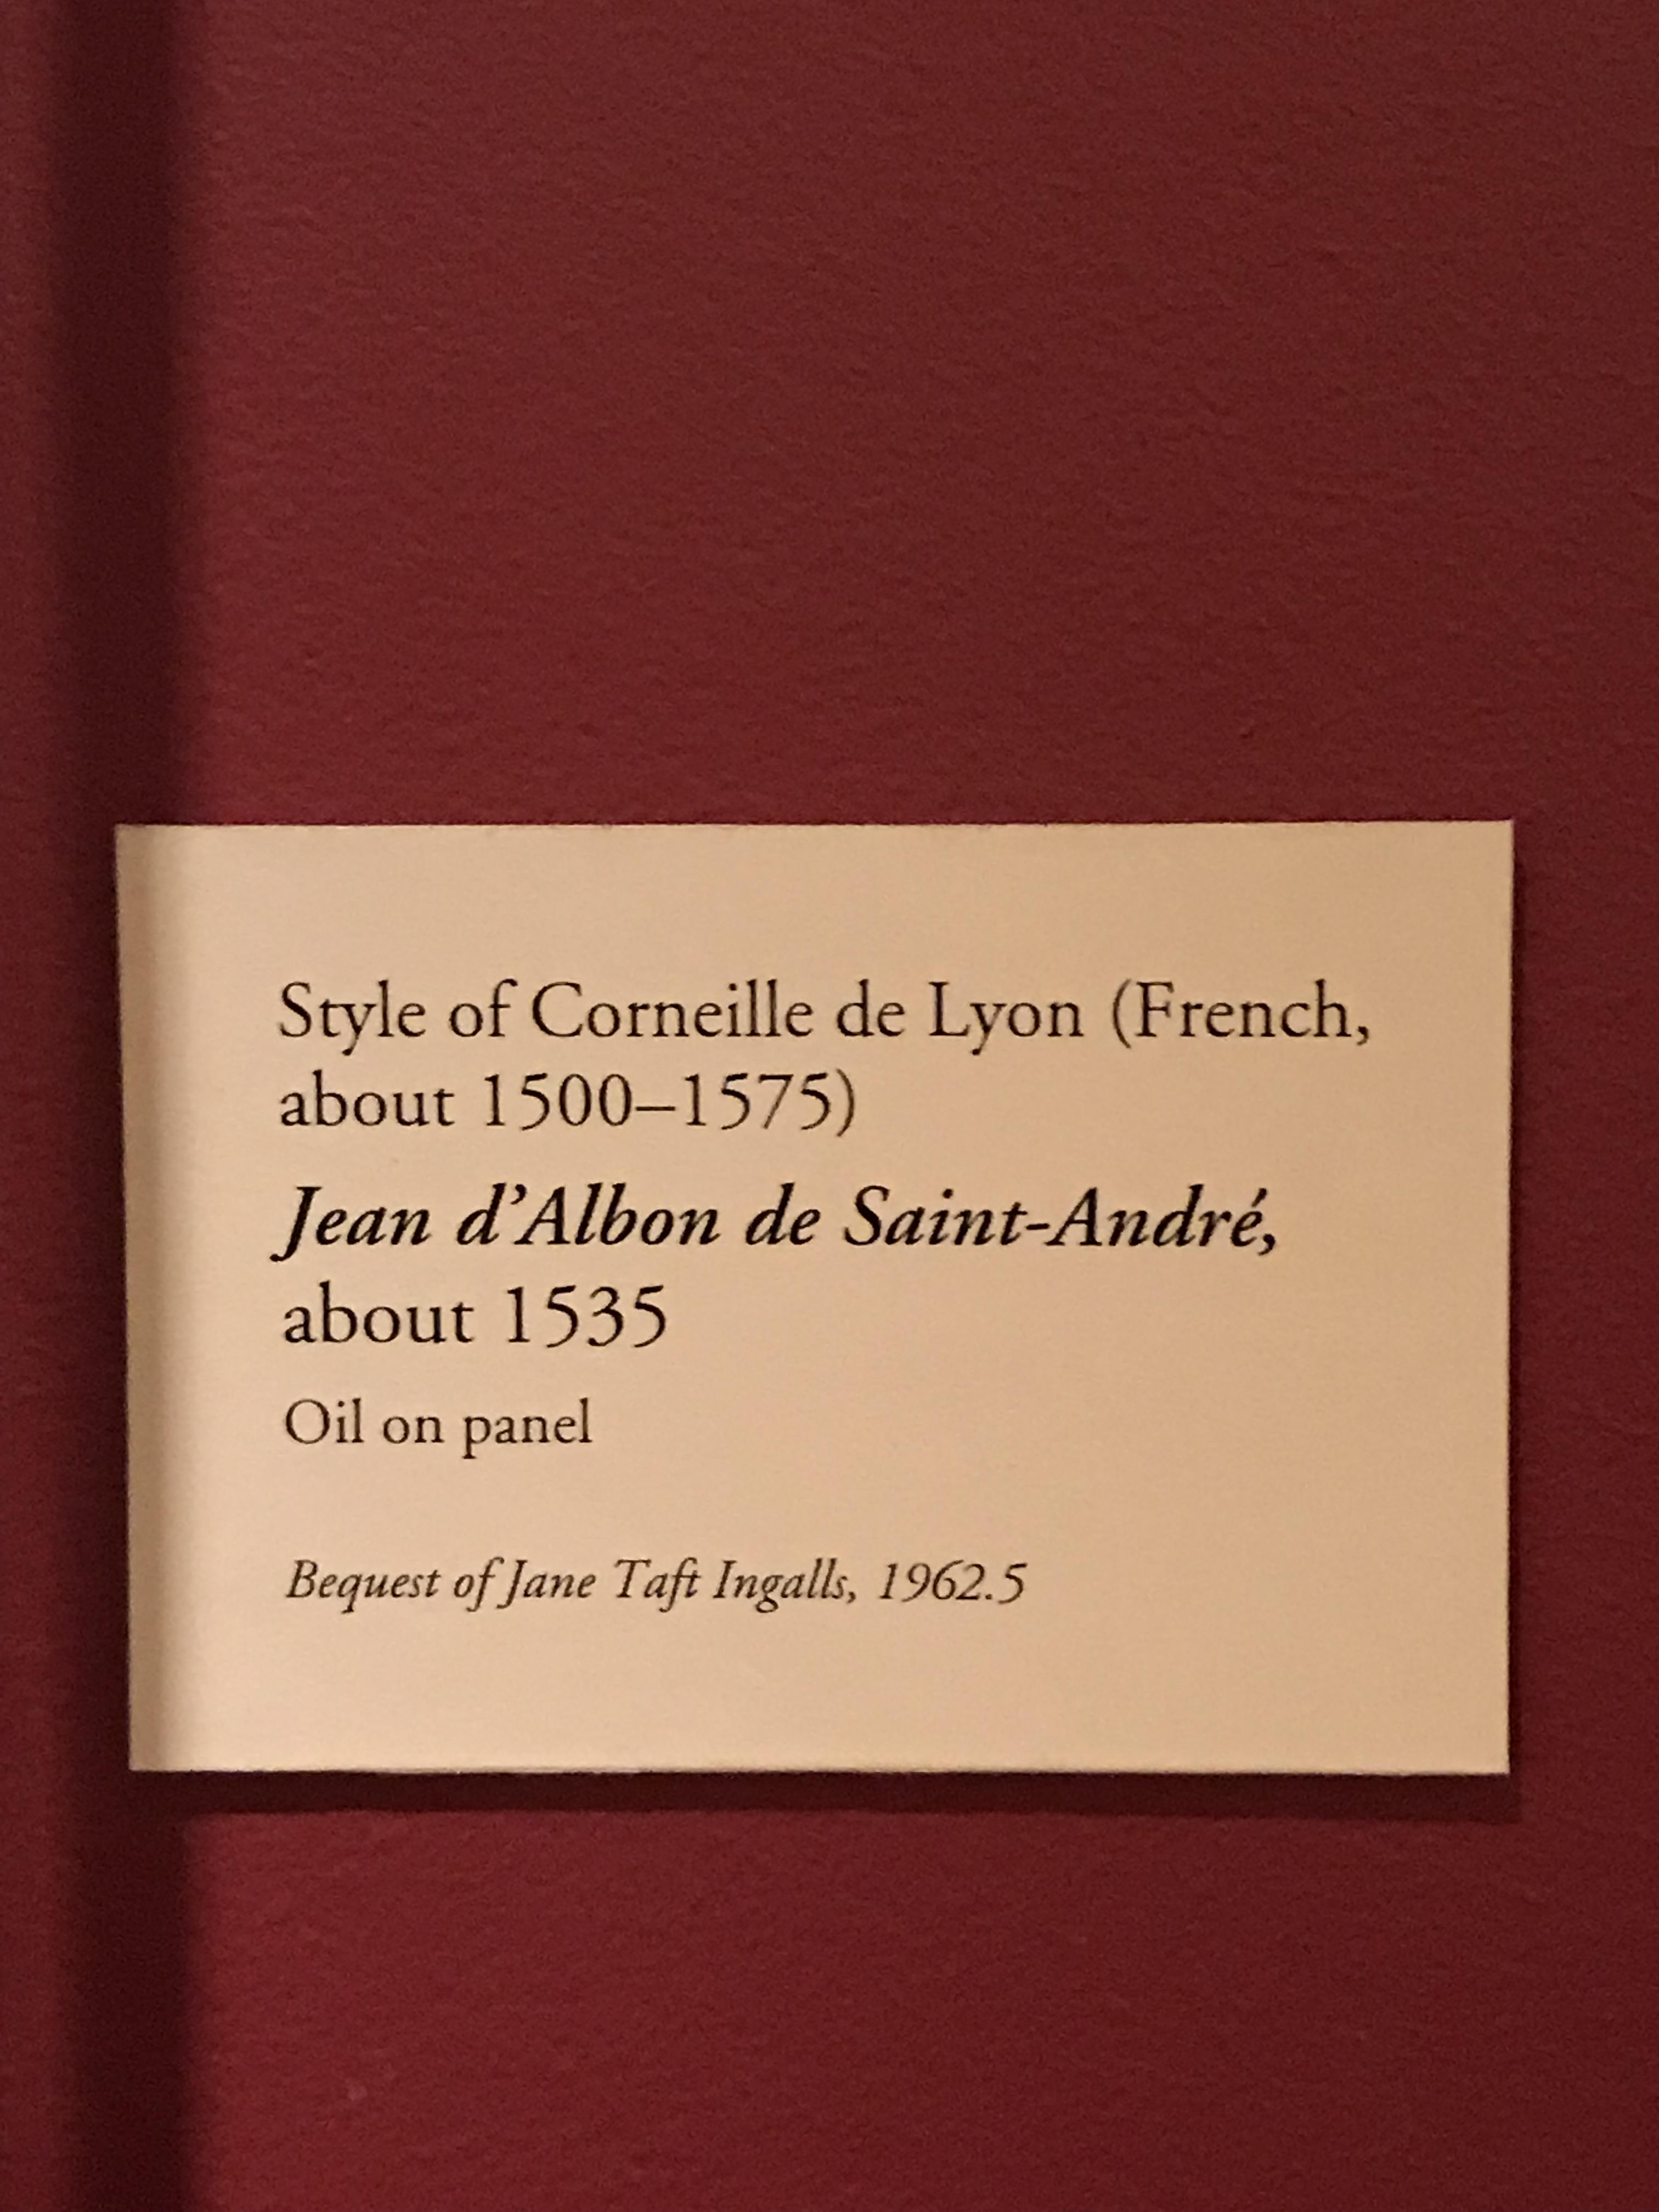 Style of Corneille de Lyon (French,
about 1500–1575)
Jean d’Albon de Saint-André,
about 1535
Oil on panel
Bequest of Jane Taft Ingalls, 1962.5